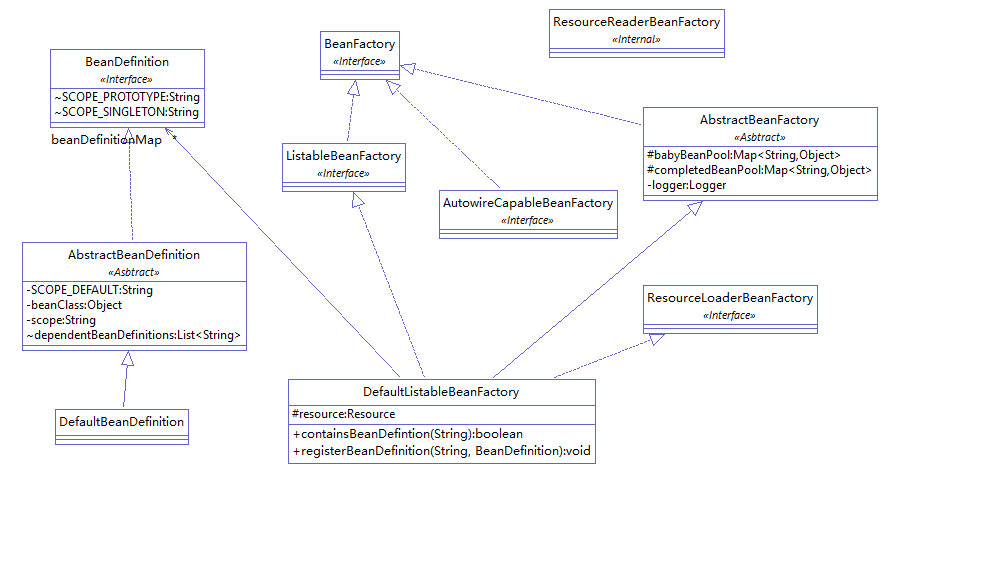 ResourceReaderBeanFactory
«Internal»
BeanFactory
«Interface»
BeanDefinition
«Interface»
~SCOPE_PROTOTYPE:String
~SCOPE_SINGLETON:String
beanDefinitionMap *
AbstractBeanFactory
«Asbtract»
#babyBeanPool:Map<String,Object>
#completedBeanPool:Map<String,Object>
-logger:Logger
ListableBeanFactory
«Interface»
AutowireCapableBeanFactory
«Interface»
AbstractBeanDefinition
«Asbtract»
-SCOPE_DEFAULT:String
-beanClass:Object
-scope:String
~dependentBeanDefinitions:List<String>
ResourceLoaderBeanFactory
«Interface»
DefaultListableBeanFactory
#resource:Resource
+containsBeanDefintion(String):boolean
+registerBeanDefinition(String, BeanDefinition):void
DefaultBeanDefinition